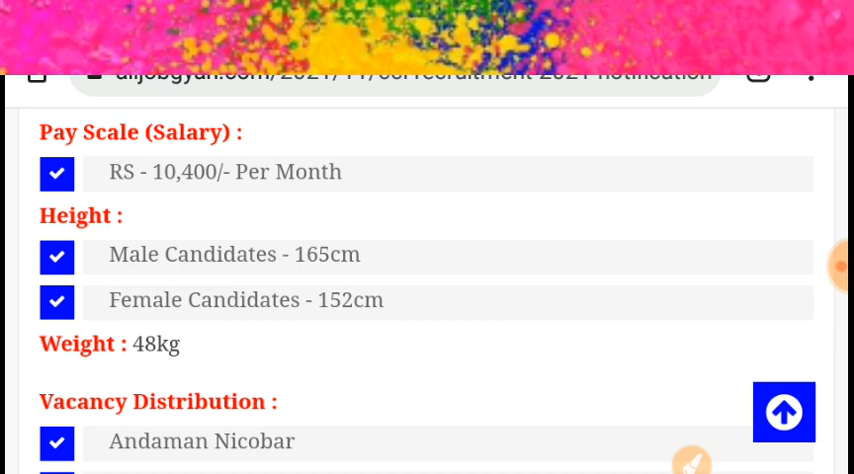 Pay Scale (Salary) :
RS - 10,400/- Per Month
Height :
Male Candidates - 165cm
Female Candidates - 152cm
Weight : 48kg
Vacancy Distribution :
Andaman Nicobar